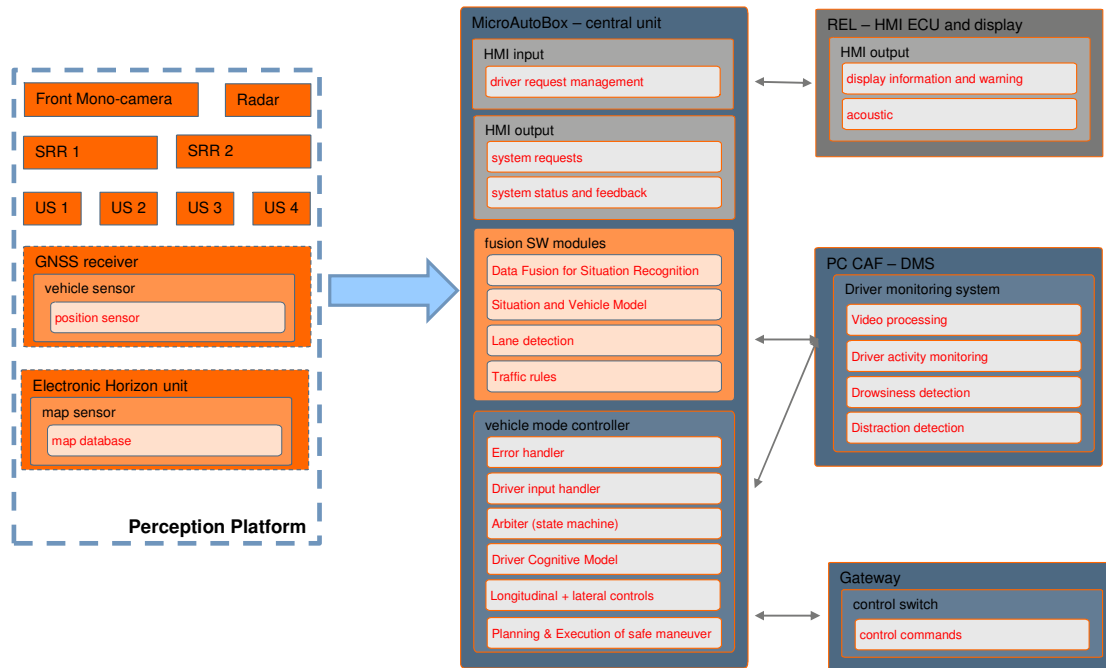 Front Mono-camera
Radar
SRR 1
SRR 2
US 1
US 2
US 3
US 4
GNSS receiver
vehicle sensor
position sensor
Electronic Horizon unit
map sensor
map database
Perception Platform
MicroAutoBox – central unit
HMI input
driver request management
HMI output
system requests
system status and feedback
fusion SW modules
Data Fusion for Situation Recognition
Situation and Vehicle Model
Lane detection
Traffic rules
vehicle mode controller
Error handler
Driver input handler
Arbiter (state machine)
Driver Cognitive Model
Longitudinal + lateral controls
Planning & Execution of safe maneuver
REL – HMI ECU and display
HMI output
display information and warning
acoustic
PC CAF – DMS
Driver monitoring system
Video processing
Driver activity monitoring
Drowsiness detection
Distraction detection
Gateway
control switch
control commands